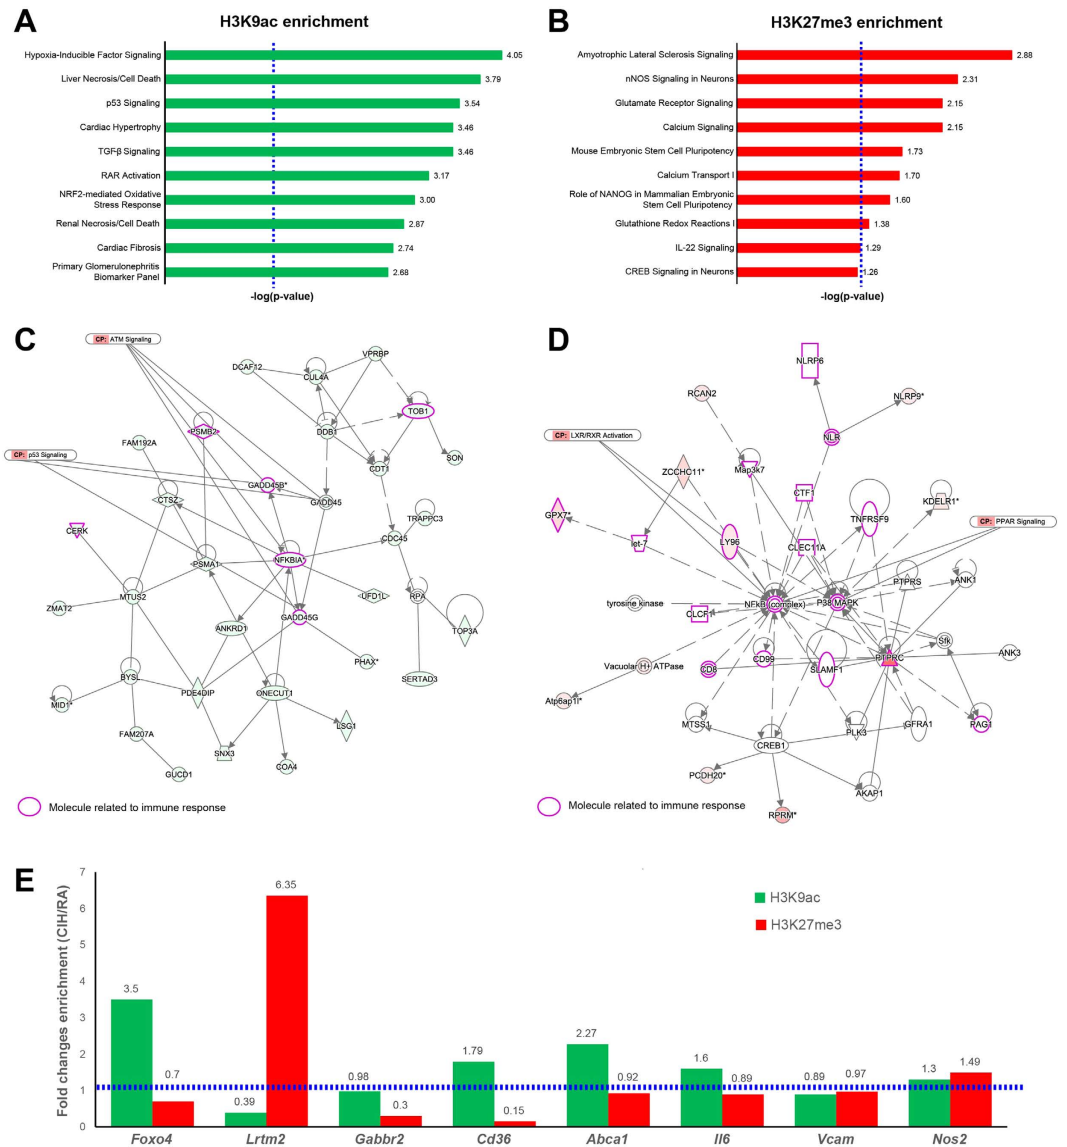 A
H3K9ac enrichment
Hypoxia-Inducible Factor Signaling
4.05
Liver Necrosis/Cell Death
3.79
p53 Signaling
3.54
Cardiac Hypertrophy
3.46
TGFβ Signaling
3.46
RAR Activation
3.17
NRF2-mediated Oxidative
Stress Response
3.00
Renal Necrosis/Cell Death
2.87
Cardiac Fibrosis
2.74
Primary Glomerulonephritis
Biomarker Panel
2.68
-log(p-value)
B
H3K27me3 enrichment
Amyotrophic Lateral Sclerosis Signaling
2.88
nNOS Signaling in Neurons
2.31
Glutamate Receptor Signaling
2.15
Calcium Signaling
2.15
Mouse Embryonic Stem Cell Pluripotency
1.73
Calcium Transport I
1.70
Role of NANOG in Mammalian Embryonic
Stem Cell Pluripotency
1.60
Glutathione Redox Reactions I
1.38
IL-22 Signaling
1.29
CREB Signaling in Neurons
1.26
-log(p-value)
C
CP: ATM Signaling
VPRBP
DCAF12
CUL4A
TOB1
PSMB2
DDB1
FAM192A
CP: p53 Signaling
SON
CDT1
GADD45B*
CTSZ
GADD45
TRAPPC3
CERK
CDC45
NFKBIA*
PSMA1
UFD1L
RPA
MTUS2
ZMAT2
GADD45G
ANKRD1
TOP3A
PHAX*
BYSL
SERTAD3
PDE4DIP
ONECUT1
MID1*
LSG1
FAM207A
SNX3
COA4
GUCD1
Molecule related to immune response
D
NLRP6
RCAN2
NLRP9*
CP: LXR/RXR Activation
NLR
ZCCHC11*
Map3k7
CTF1
KDELR1*
GPX7*
TNFRSF9
CP: PPAR Signaling
let-7
LY96
CLEC11A
PTPRS
ANK1
tyrosine kinase
NFkB (complex)
P38 MAPK
CLCF1
Sfk
ANK3
Vacuolar H+ ATPase
CD8
CD99
SLAMF1
PTPRC
Atp6ap1l*
MTSS1
PLK3
GFRA1
PAG1
CREB1
PCDH20*
AKAP1
RPRM*
Molecule related to immune response
E
Fold changes enrichment (CIH/RA)
7
6
5
4
3
2
1
0
H3K9ac
H3K27me3
3.5
0.7
0.39
6.35
0.98
0.3
1.79
0.15
2.27
0.92
1.6
0.89
0.89
0.97
1.3
1.49
Foxo4
Lrtm2
Gabbr2
Cd36
Abca1
Il6
Vcam
Nos2